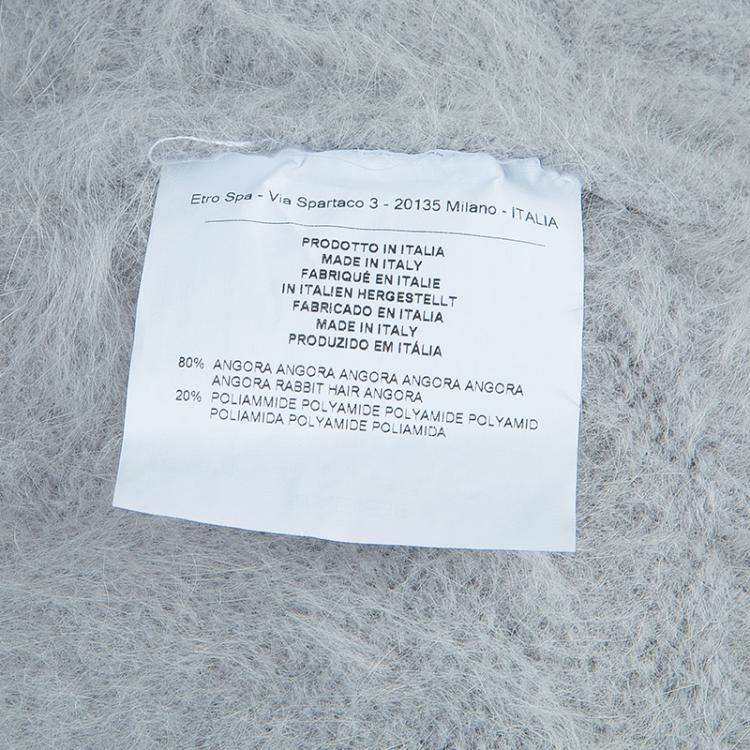 Etro Spa - Via Spartaco 3 - 20135 Milano - ITALIA
PRODOTTO IN ITALIA
MADE IN ITALY
FABRIQUÉ EN ITALIE
IN ITALIEN HERGESTELLT
FABRICADO EN ITALIA
MADE IN ITALY
PRODUZIDO EM ITÁLIA
80% ANGORA ANGORA ANGORA ANGORA ANGORA
ANGORA RABBIT HAIR ANGORA
20% POLIAMMIDE POLYAMIDE POLYAMIDE POLYAMID
POLIAMIDA POLYAMIDE POLIAMIDA